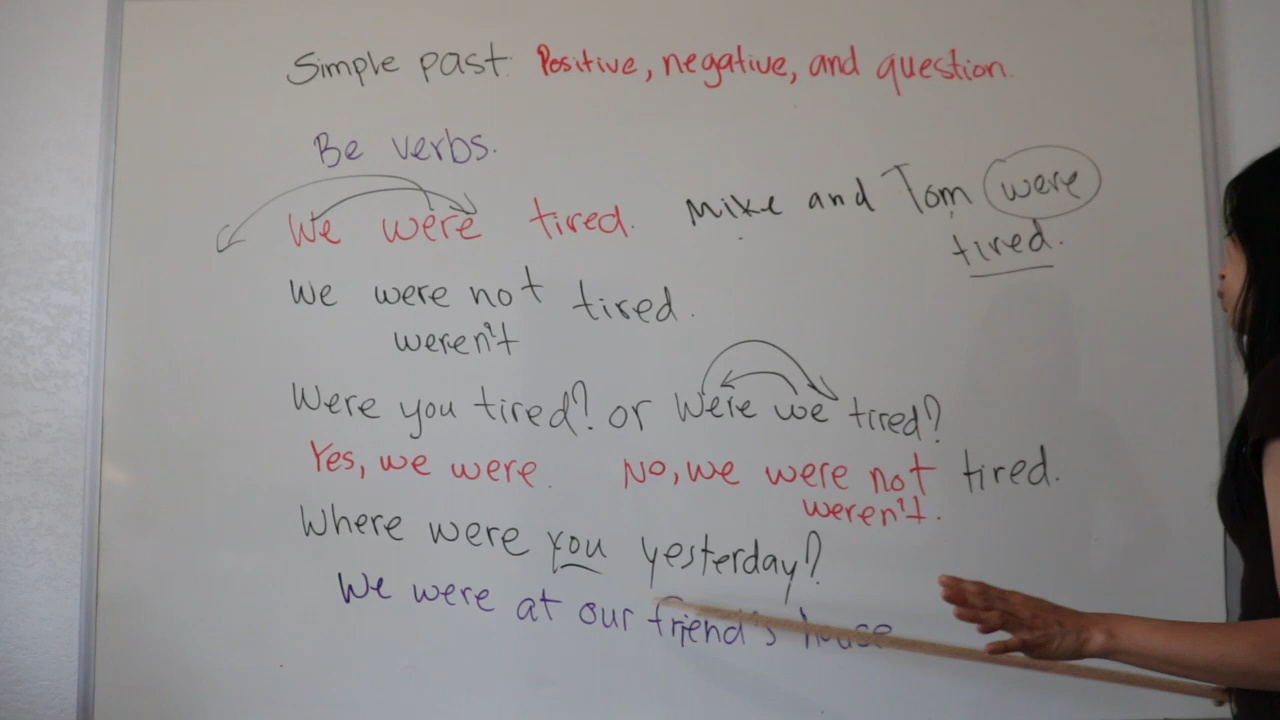 Simple past: Positive, negative, and question.
Be verbs.
We were tired.
Mike and Tom were
tired.
We were not tired.
weren't
Were you tired? or Were we tired?
Yes, we were. No, we were not tired.
weren't.
Where were you yesterday?
We were at our friend's house